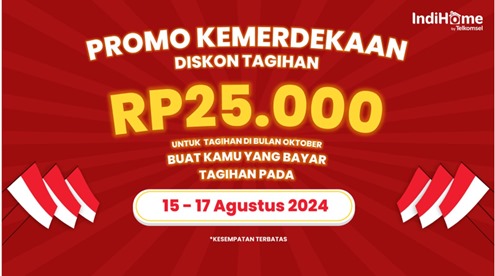 IndiHome
by Telkomsel
PROMO KEMERDEKAAN
DISKON TAGIHAN
RP25.000
UNTUK TAGIHAN DI BULAN OKTOBER
BUAT KAMU YANG BAYAR
TAGIHAN PADA
15 - 17 Agustus 2024
*KESEMPATAN TERBATAS